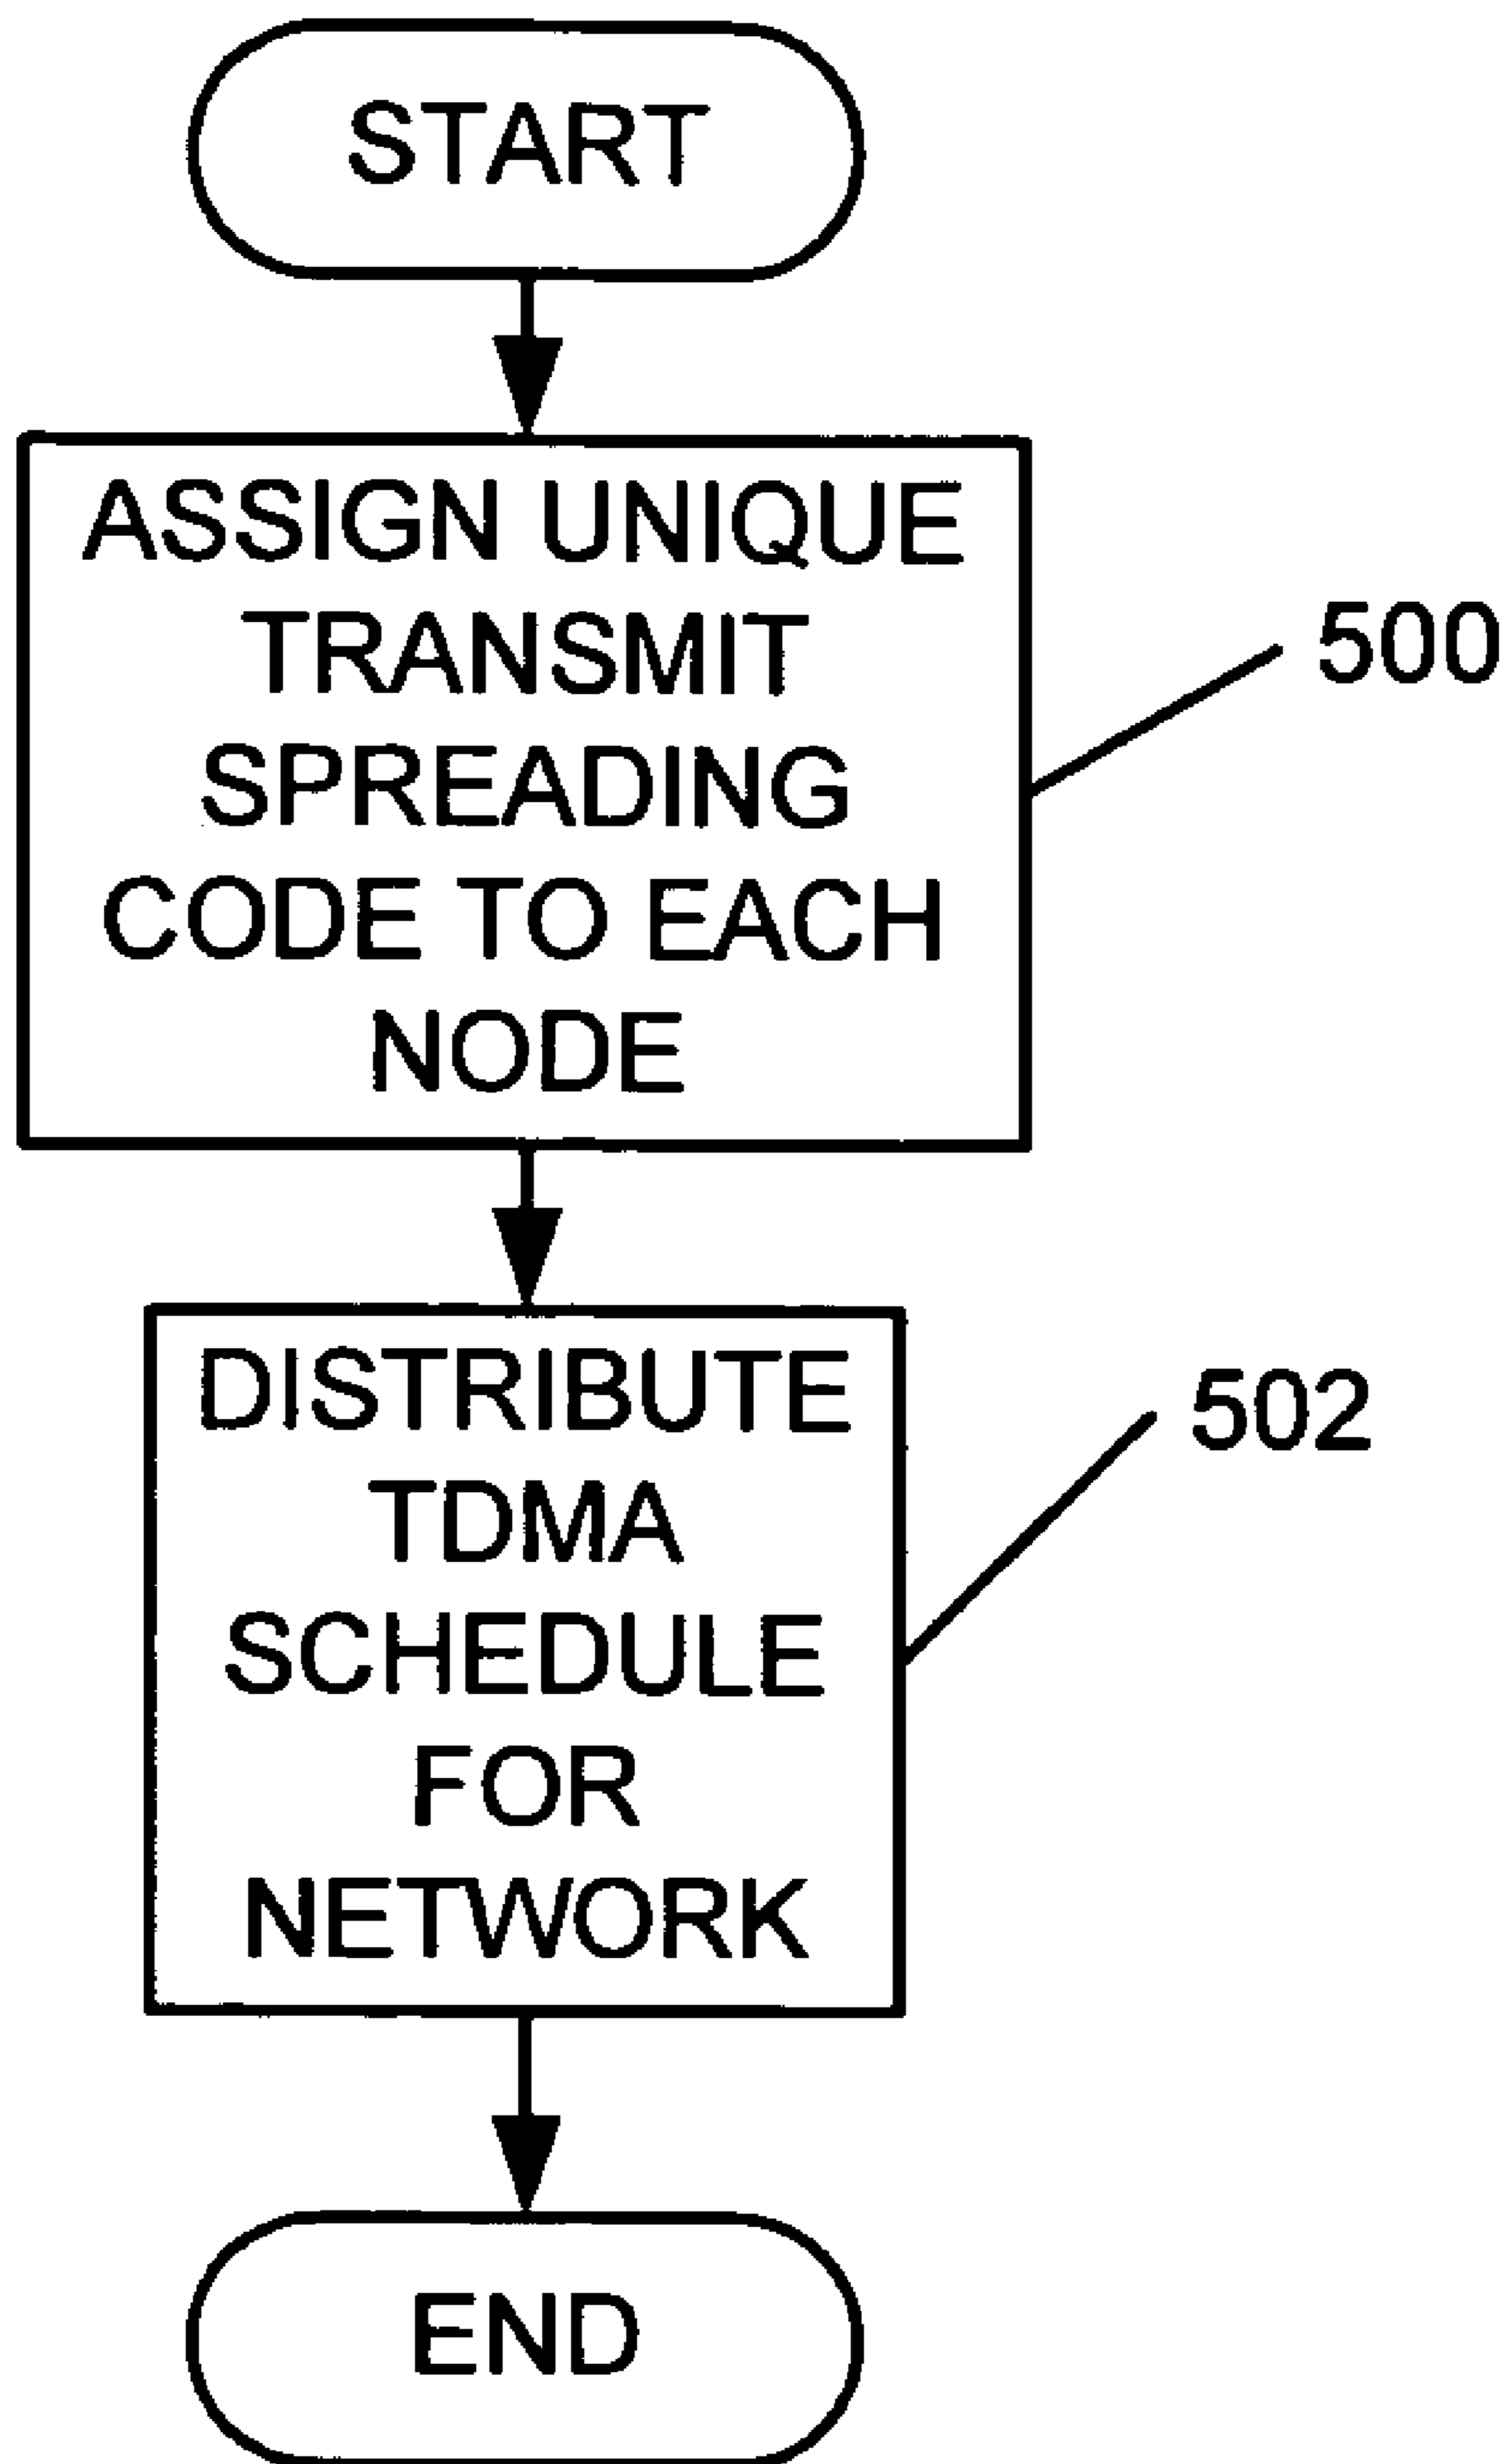 START
ASSIGN UNIQUE
TRANSMIT
SPREADING
CODE TO EACH
NODE
500
DISTRIBUTE
TDMA
SCHEDULE
FOR
NETWORK
502
END